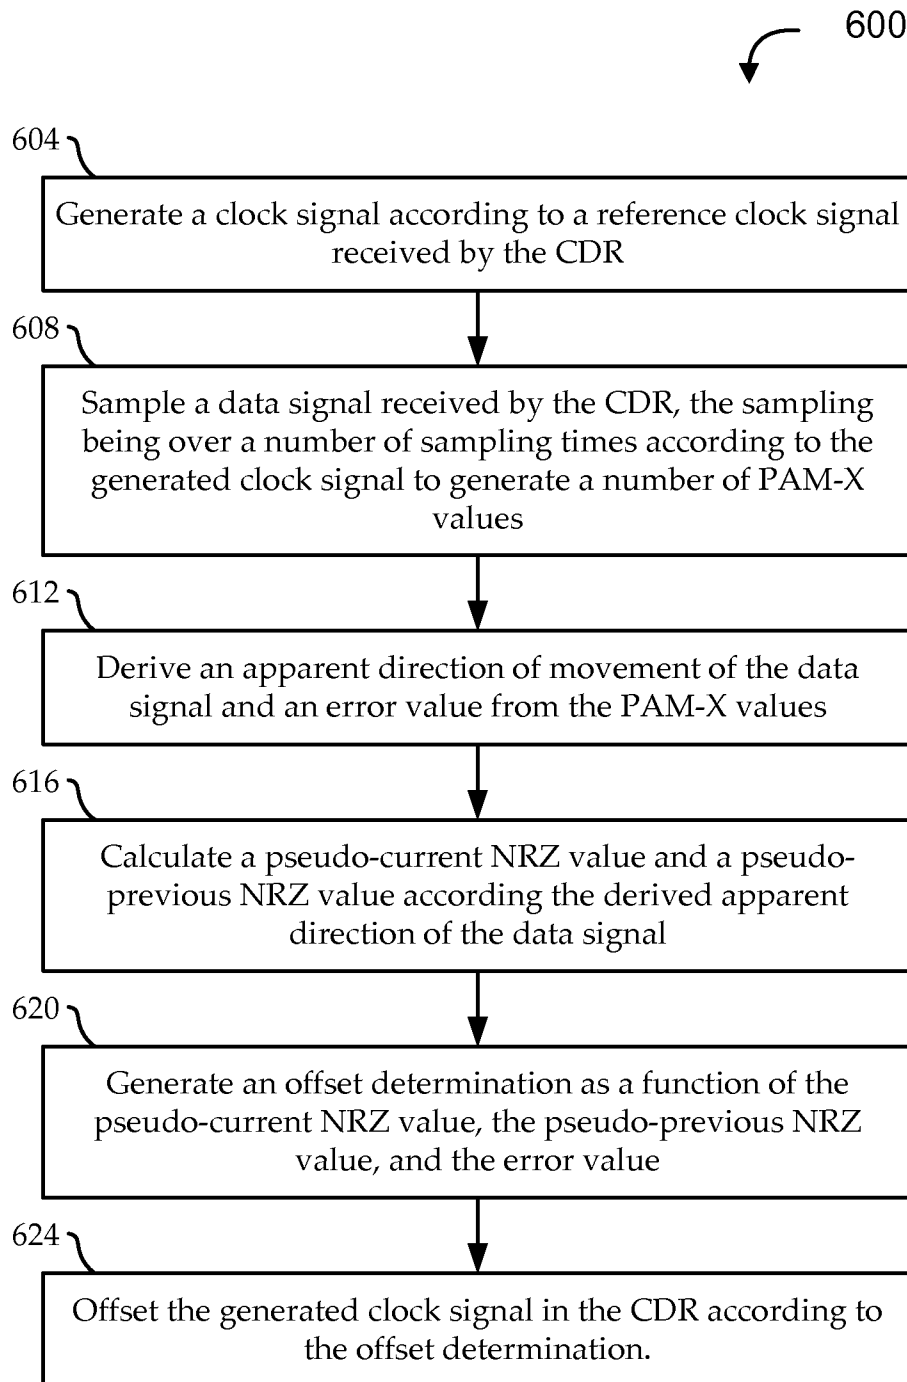 600
604
Generate a clock signal according to a reference clock signal
received by the CDR
608
Sample a data signal received by the CDR, the sampling
being over a number of sampling times according to the
generated clock signal to generate a number of PAM-X
values
612
Derive an apparent direction of movement of the data
signal and an error value from the PAM-X values
616
Calculate a pseudo-current NRZ value and a pseudo-
previous NRZ value according the derived apparent
direction of the data signal
620
Generate an offset determination as a function of the
pseudo-current NRZ value, the pseudo-previous NRZ
value, and the error value
624
Offset the generated clock signal in the CDR according to
the offset determination.